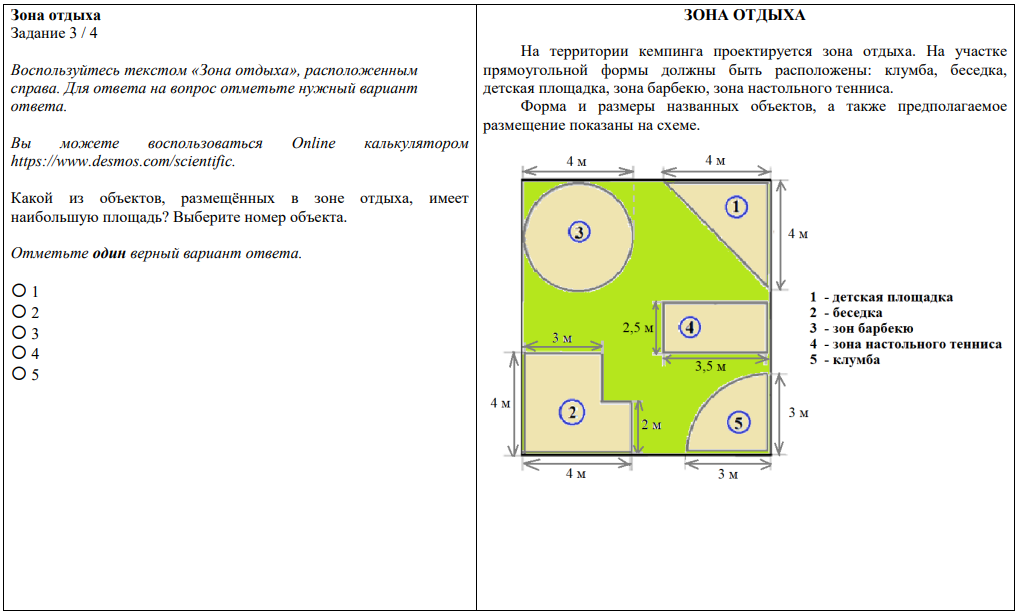 Зона отдыха
Задание 3 / 4
Воспользуйтесь текстом «Зона отдыха», расположенным
справа. Для ответа на вопрос отметьте нужный вариант
ответа.
Вы можете воспользоваться Online калькулятором
https://www.desmos.com/scientific.
Какой из объектов, размещённых в зоне отдыха, имеет
наибольшую площадь? Выберите номер объекта.
Отметьте один верный вариант ответа.
1
2
3
4
5
ЗОНА ОТДЫХА
На территории кемпинга проектируется зона отдыха. На участке
прямоугольной формы должны быть расположены: клумба, беседка,
детская площадка, зона барбекю, зона настольного тенниса.
Форма и размеры названных объектов, а также предполагаемое
размещение показаны на схеме.
4 м
4 м
1
3
4 м
2,5 м
4
3 м
3,5 м
4 м
2
2 м
5
3 м
4 м
3 м
1 - детская площадка
2 - беседка
3 - зон барбекю
4 - зона настольного тенниса
5 - клумба